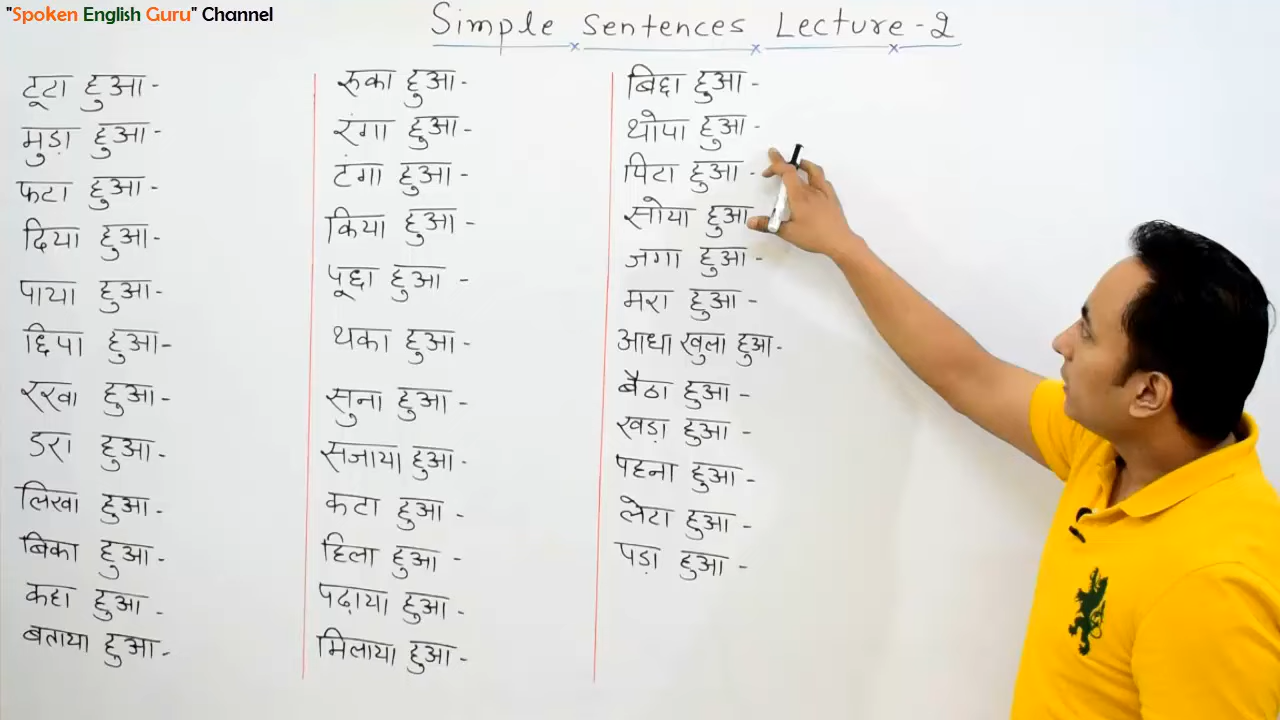 "Spoken English Guru" Channel
Simple Sentences Lecture-2
टूटा हुआ-
मुड़ा हुआ-
फटा हुआ-
दिया हुआ-
पाया हुआ-
छिपा हुआ-
रखा हुआ-
डरा हुआ-
लिखा हुआ-
बिका हुआ-
कहा हुआ-
बताया हुआ-
रुका हुआ-
रंगा हुआ-
टंगा हुआ-
किया हुआ-
पूछा हुआ-
थका हुआ-
सुना हुआ-
सजाया हुआ-
कटा हुआ-
हिला हुआ-
पढ़ाया हुआ-
मिलाया हुआ-
बिछा हुआ-
थोपा हुआ-
पिटा हुआ-
सोया हुआ
जगा हुआ-
मरा हुआ-
आधा खुला हुआ-
बैठा हुआ-
खड़ा हुआ-
पहना हुआ-
लेटा हुआ-
पड़ा हुआ-